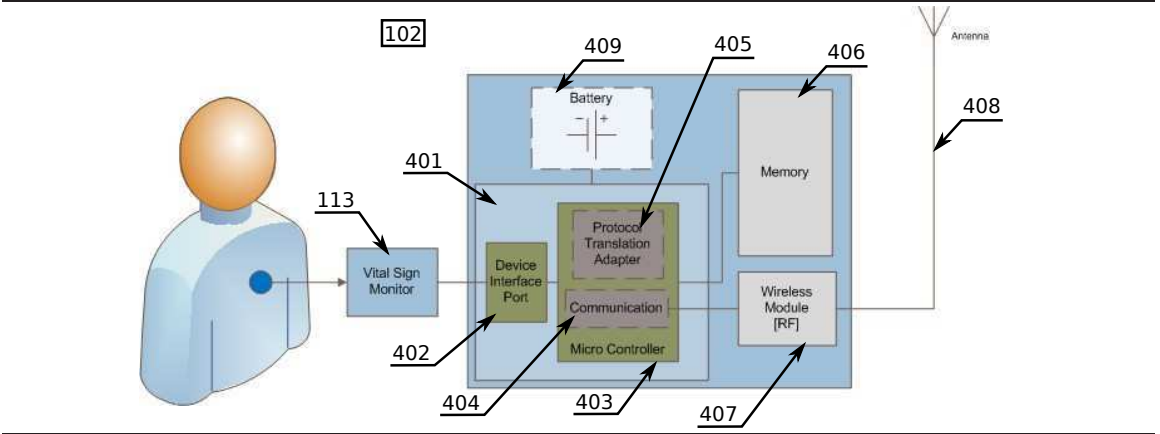 102
409
405
406
Antenna
408
Battery
− +
401
Memory
113
Protocol
Translation
Adapter
Vital Sign
Monitor
Device
Interface
Port
Communication
Wireless
Module
[RF]
Micro Controller
402
404
403
407